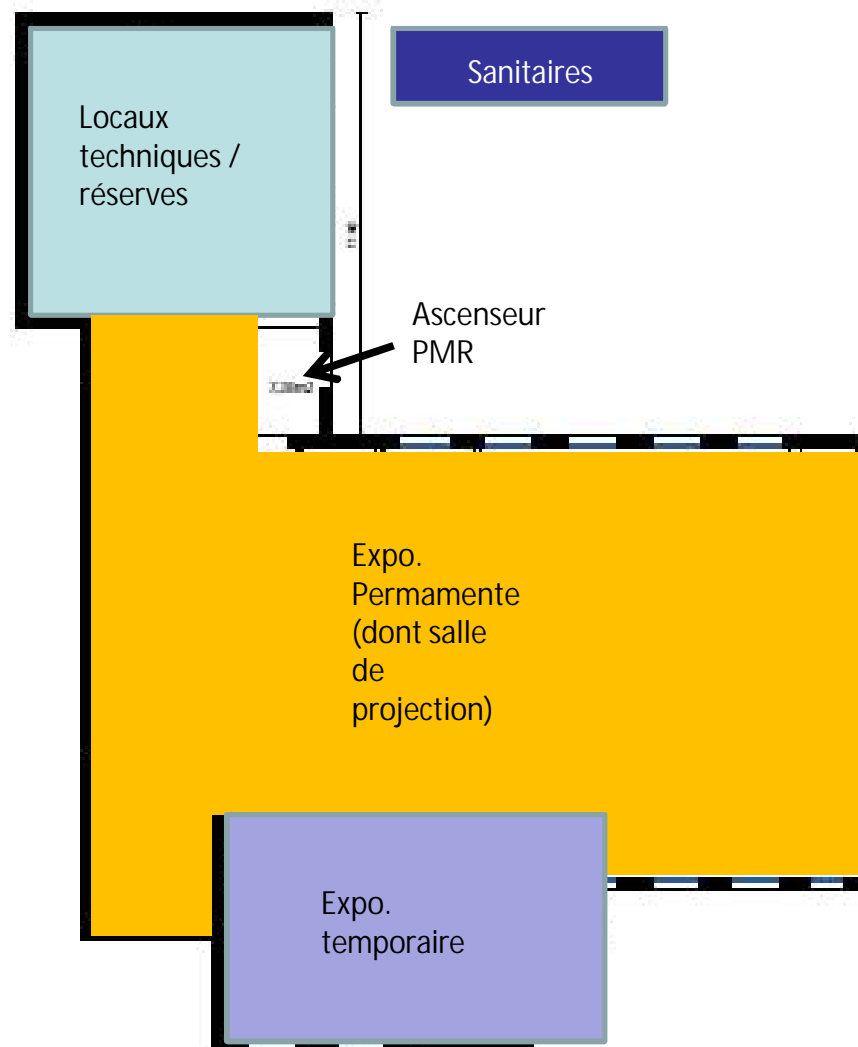 Sanitaires
Locaux
techniques /
réserves
Ascenseur
PMR
Expo.
Permamente
(dont salle
de
projection)
Expo.
temporaire